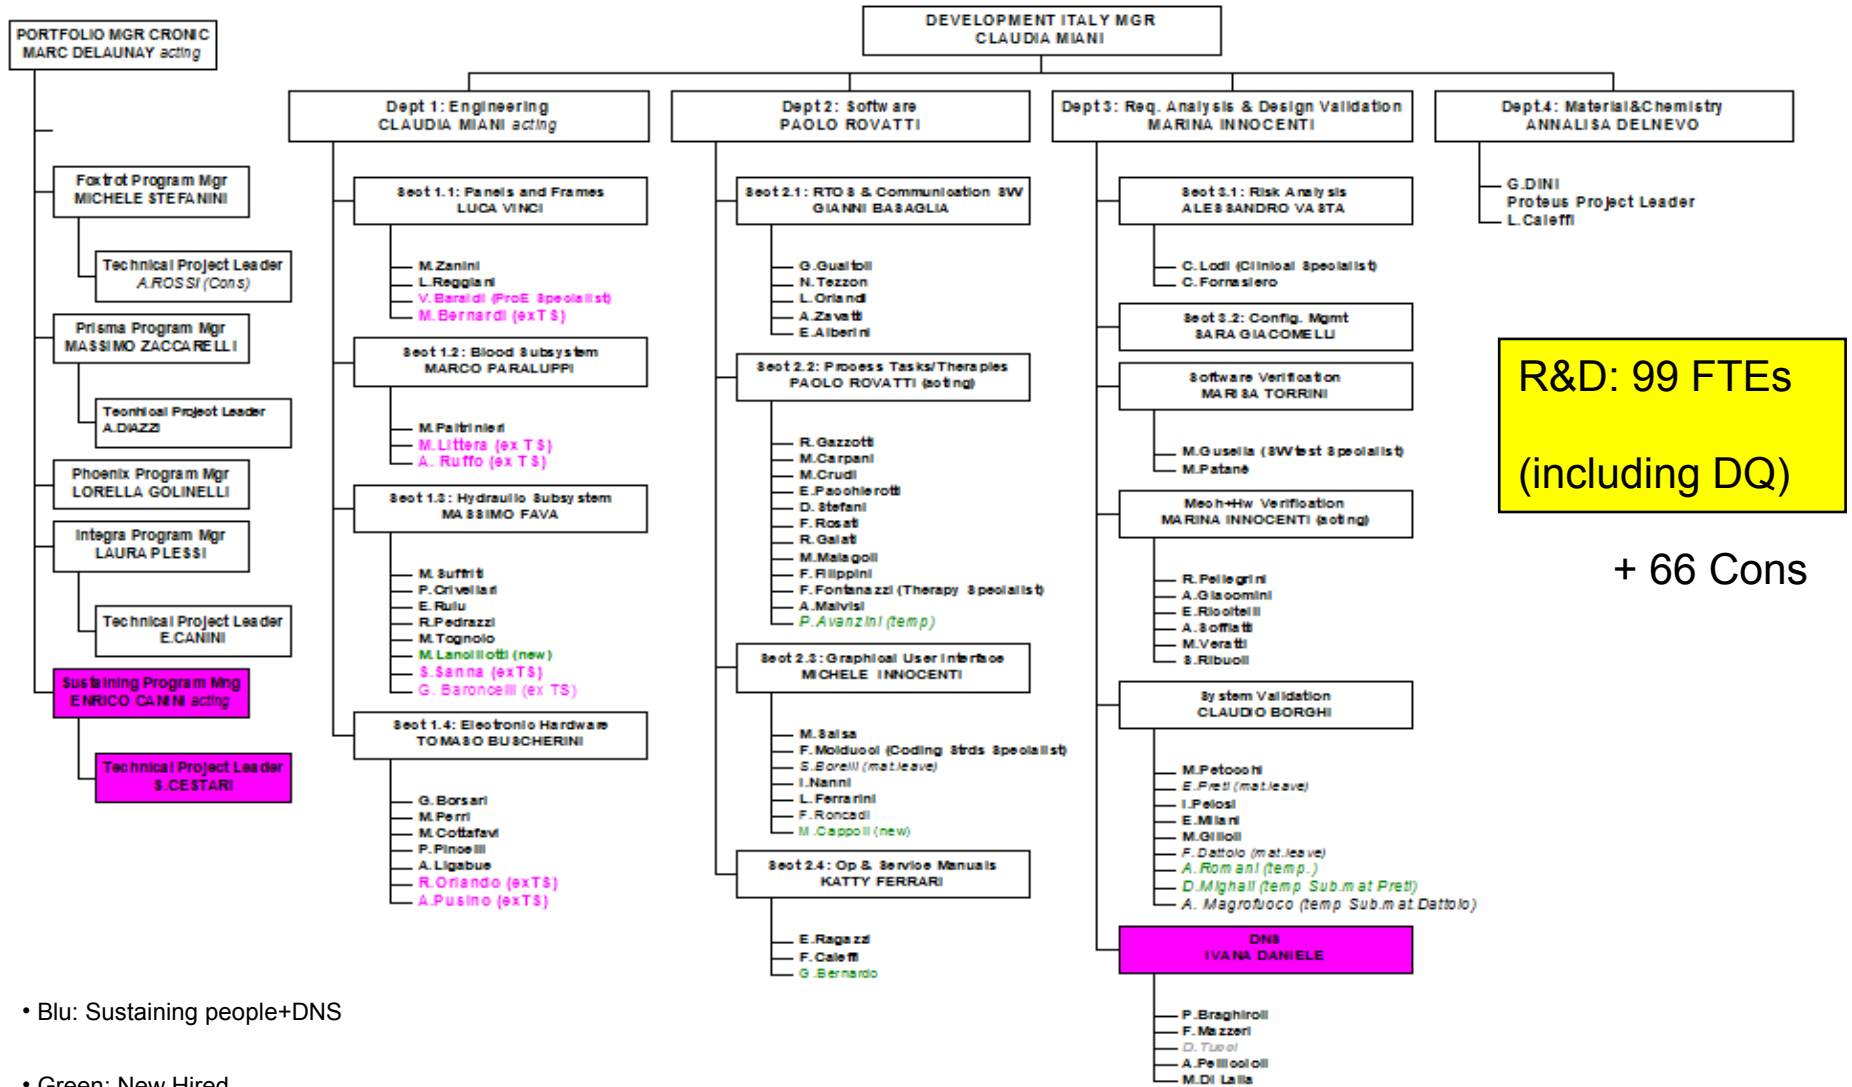 PORTFOLIO MGR CRONIC
MARC DELAUNAY acting
Foxtrot Program Mgr
MICHELE STEFANINI
Technical Project Leader
A.ROSSI (Cons)
Prisma Program Mgr
MASSIMO ZACCARELLI
Technical Project Leader
A.DIAZZI
Phoenix Program Mgr
LORELLA GOLINELLI
Integra Program Mgr
LAURA PLESSI
Technical Project Leader
E.CANINI
Sustaining Program Mng
ENRICO CANINI acting
Technical Project Leader
S.CESTARI
DEVELOPMENT ITALY MGR
CLAUDIA MIANI
Dept 1: Engineering
CLAUDIA MIANI acting
Sect 1.1: Panels and Frames
LUCA VINCI
M.Zanini
L.Reggiani
V.Baraldi (ProE Specialist)
M.Bernardi (exTS)
Sect 1.2: Blood Subsystem
MARCO PARALUPPI
M.Paltrinieri
M.Littera (ex TS)
A. Ruffo (ex TS)
Sect 1.3: Hydraulic Subsystem
MASSIMO FAVA
M.Suffriti
P.Crivellari
E.Rulu
R.Pedrazzi
M.Tognolo
M.Lancillotti (new)
S.Sanna (exTS)
G. Baroncelli (ex TS)
Sect 1.4: Electronic Hardware
TOMASO BUSCHERINI
G.Borsari
M.Perri
M.Cottafavi
P.Pincelli
A.Ligabue
R.Orlando (exTS)
A.Pusino (exTS)
Dept 2: Software
PAOLO ROVATTI
Sect 2.1: RTOS & Communication SW
GIANNI BASAGLIA
G.Gualtoli
N.Tezzon
L.Orlandi
A.Zavatti
E.Alberini
Sect 2.2: Process Tasks/Therapies
PAOLO ROVATTI (acting)
R.Gazzotti
M.Carpani
M.Crudi
E.Pacchierotti
D.Stefani
F.Rosati
R.Galati
M.Malagoli
F.Filippini
F.Fontanazzi (Therapy Specialist)
A.Malvisi
P.Avanzini (temp)
Sect 2.3: Graphical User Interface
MICHELE INNOCENTI
M.Salsa
F.Molducci (Coding Strds Specialist)
S.Borelli (mat.leave)
I.Nanni
L.Ferrarini
F.Roncadi
M.Cappoli (new)
Sect 2.4: Op & Service Manuals
KATTY FERRARI
E.Ragazzi
F.Caleffi
G.Bernardo
Dept 3: Req. Analysis & Design Validation
MARINA INNOCENTI
Sect 3.1: Risk Analysis
ALESSANDRO VASTA
C.Lodi (Clinical Specialist)
C.Fornasiero
Sect 3.2: Config. Mgmt
SARA GIACOMELLI
Software Verification
MARISA TORRINI
M.Gusella (SWtest Specialist)
M.Patanè
Mech+Hw Verification
MARINA INNOCENTI (acting)
R.Pellegrini
A.Giacomini
E.Riccitelli
A.Soffiatti
M.Veratti
S.Ribuoli
System Validation
CLAUDIO BORGHI
M.Petocchi
E.Preti (mat.leave)
I.Pelosi
E.Milani
M.Gillioli
F.Dattolo (mat.leave)
A.Romani (temp.)
D.Mighali (temp Sub.mat Preti)
A. Magrofuoco (temp Sub.mat.Dattolo)
DNS
IVANA DANIELE
P.Braghiroli
F.Mazzeri
D.Tucci
A.Pelliccioli
M.Di Lalla
Dept.4: Material&Chemistry
ANNALISA DELNEVO
G.DINI
Proteus Project Leader
L.Caleffi
R&D: 99 FTEs
(including DQ)
+ 66 Cons
• Blu: Sustaining people+DNS
• Green: New Hired